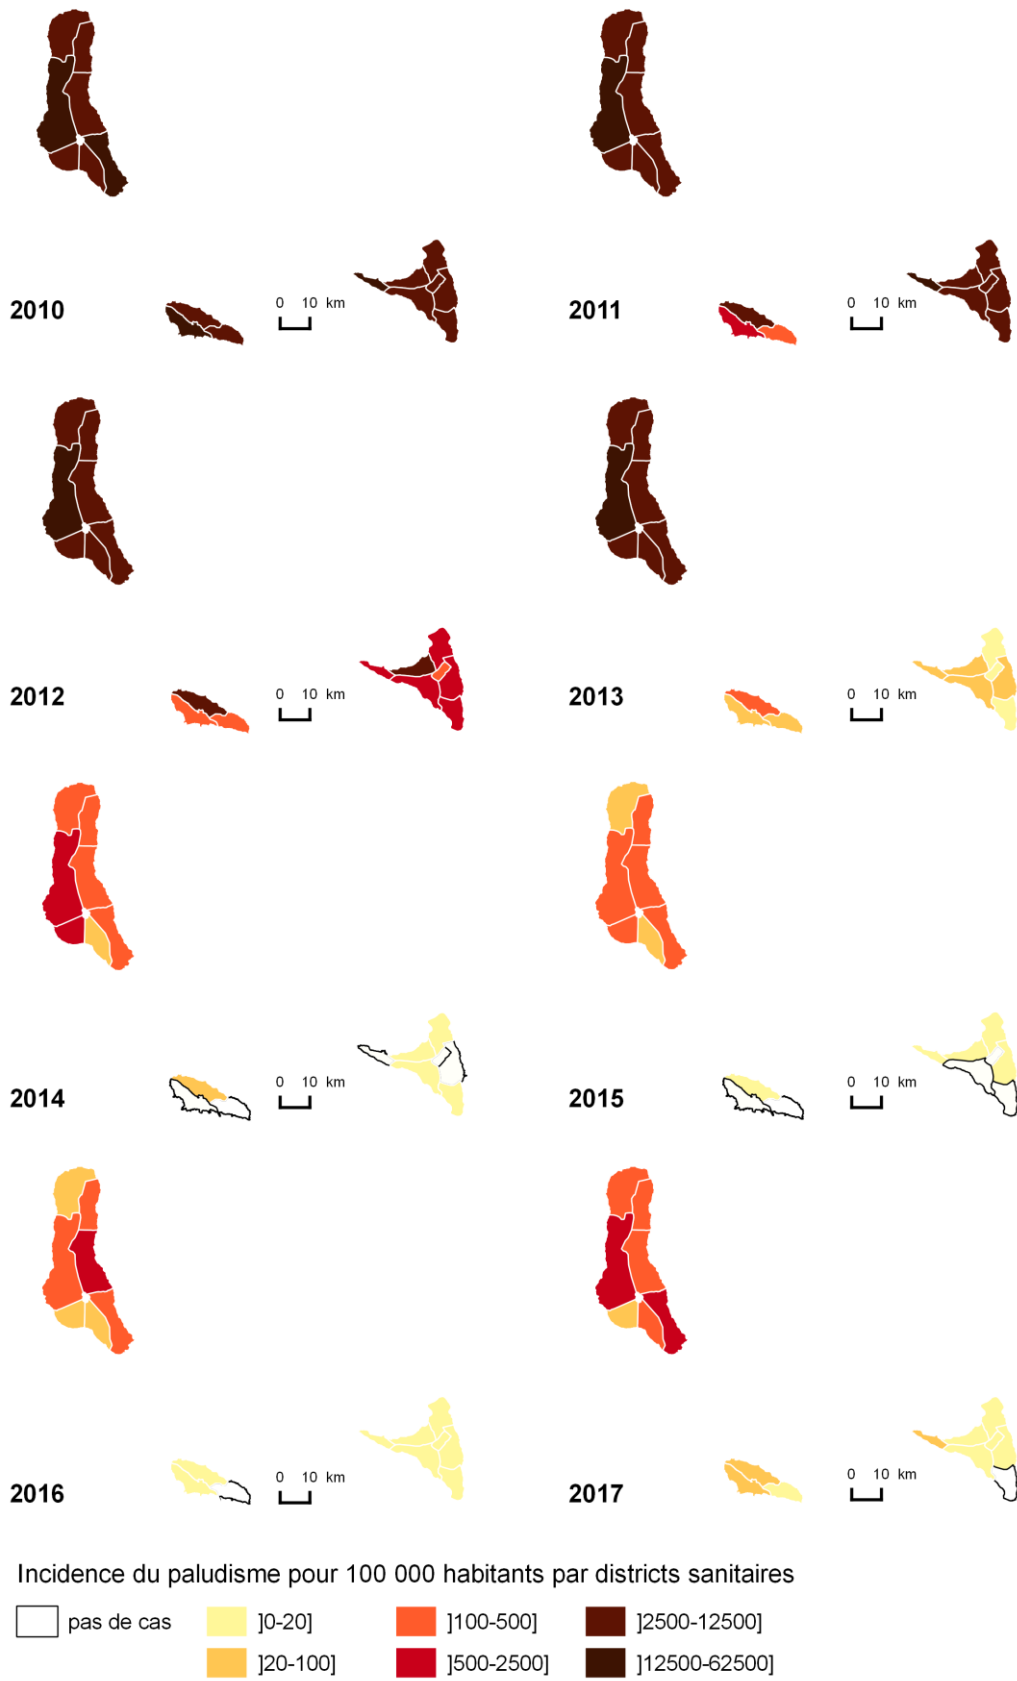 2010
0 10 km
2011
0 10 km
2012
0 10 km
2013
0 10 km
2014
0 10 km
2015
0 10 km
2016
0 10 km
2017
0 10 km
Incidence du paludisme pour 100 000 habitants par districts sanitaires
pas de cas ]0-20] ]100-500] ]2500-12500]
]20-100] ]500-2500] ]12500-62500]